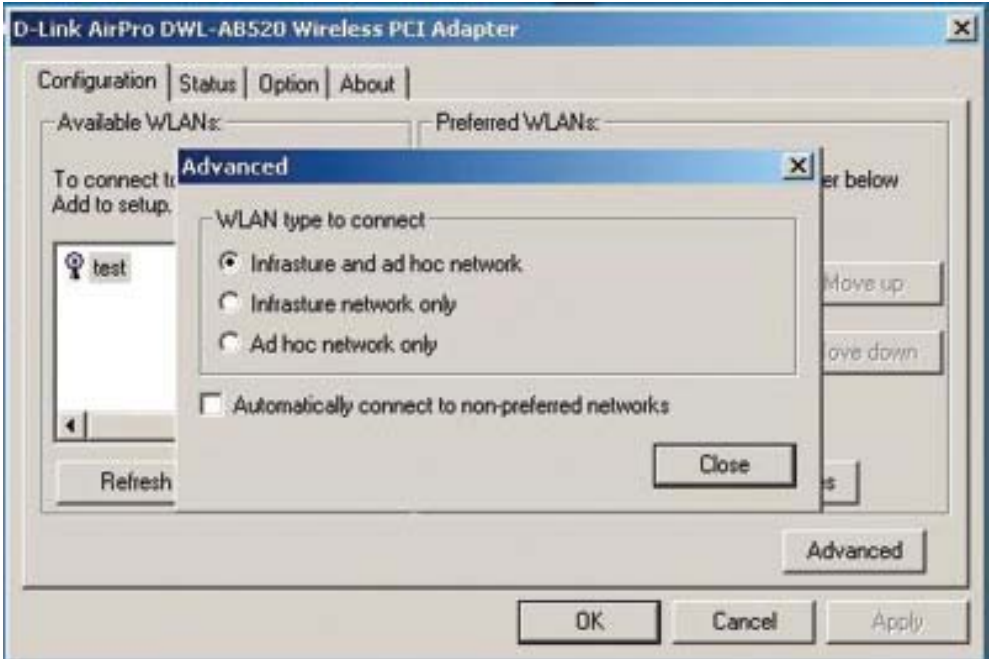 D-Link AirPro DWL-AB520 Wireless PCI Adapter
Configuration Status Option About
Available WLANs: Preferred WLANs:
To connect to er below
Add to setup.
Advanced
WLAN type to connect
test
Infrasture and ad hoc network
Infrasture network only
Ad hoc network only
Move up
ove down
Automatically connect to non-preferred networks
Close
Refresh
Advanced
OK Cancel Apply